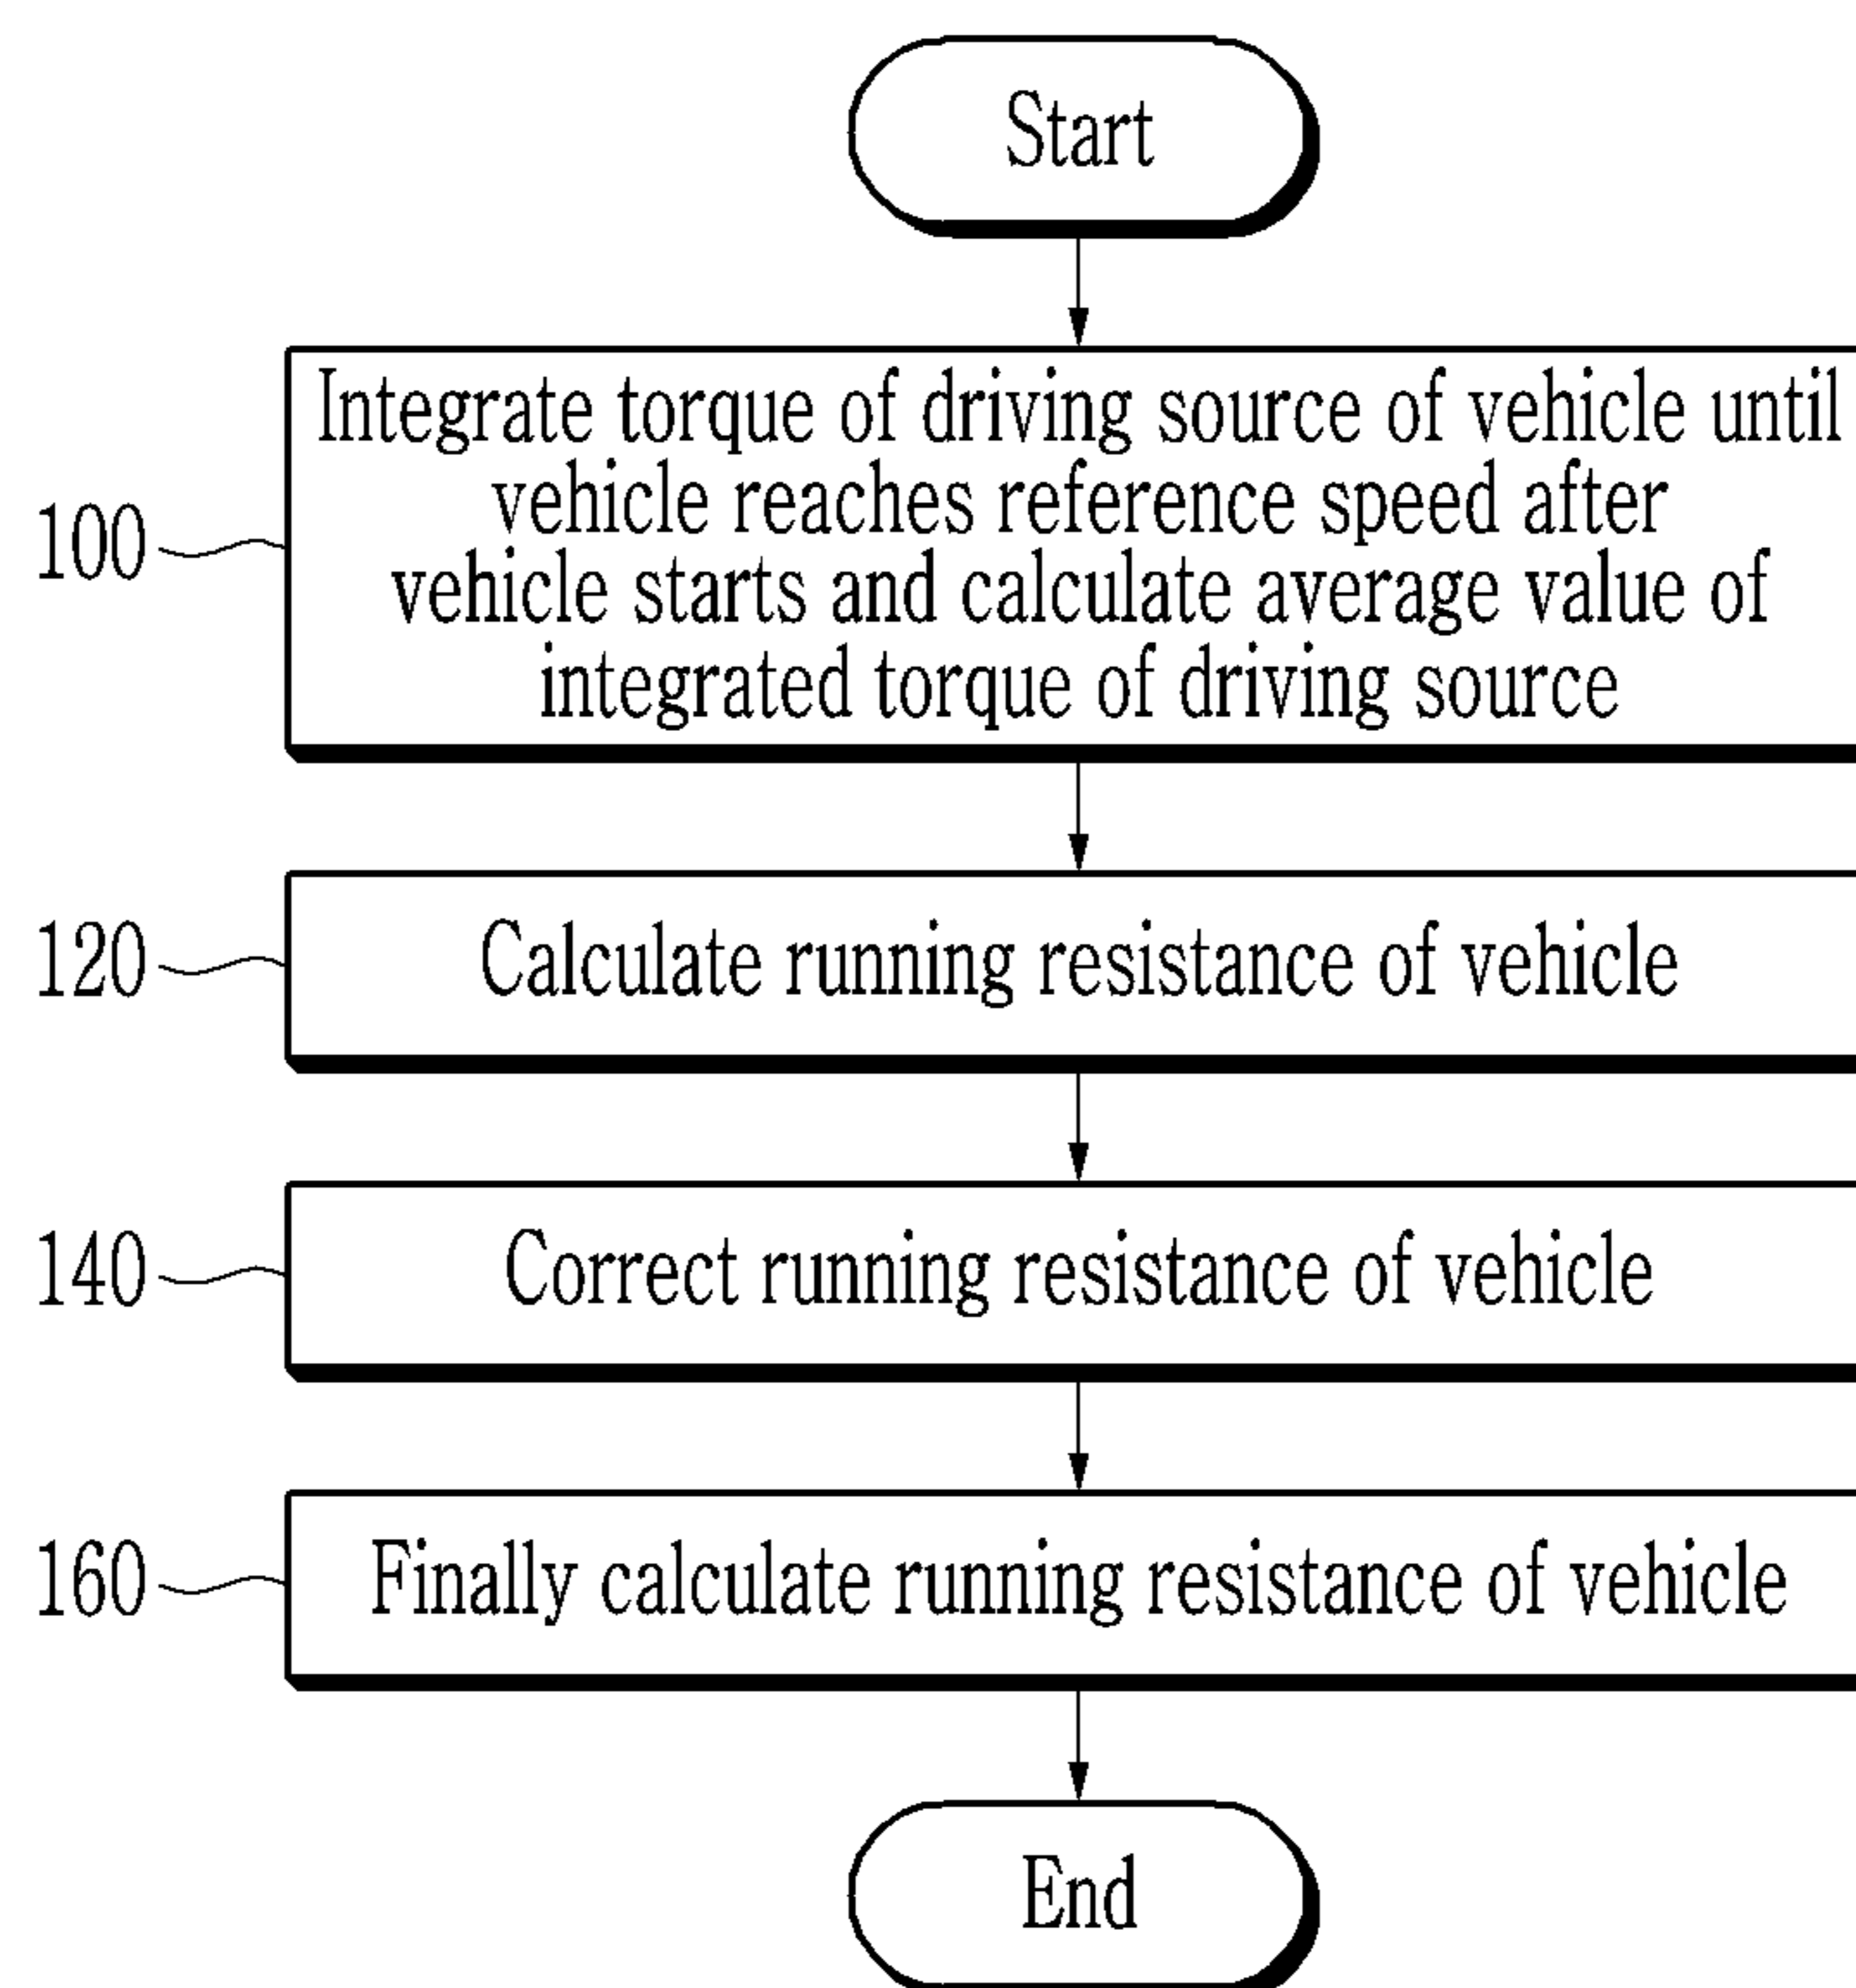 Start
Integrate torque of driving source of vehicle until
vehicle reaches reference speed after
vehicle starts and calculate average value of
integrated torque of driving source
100
120
Calculate running resistance of vehicle
140
Correct running resistance of vehicle
160
Finally calculate running resistance of vehicle
End